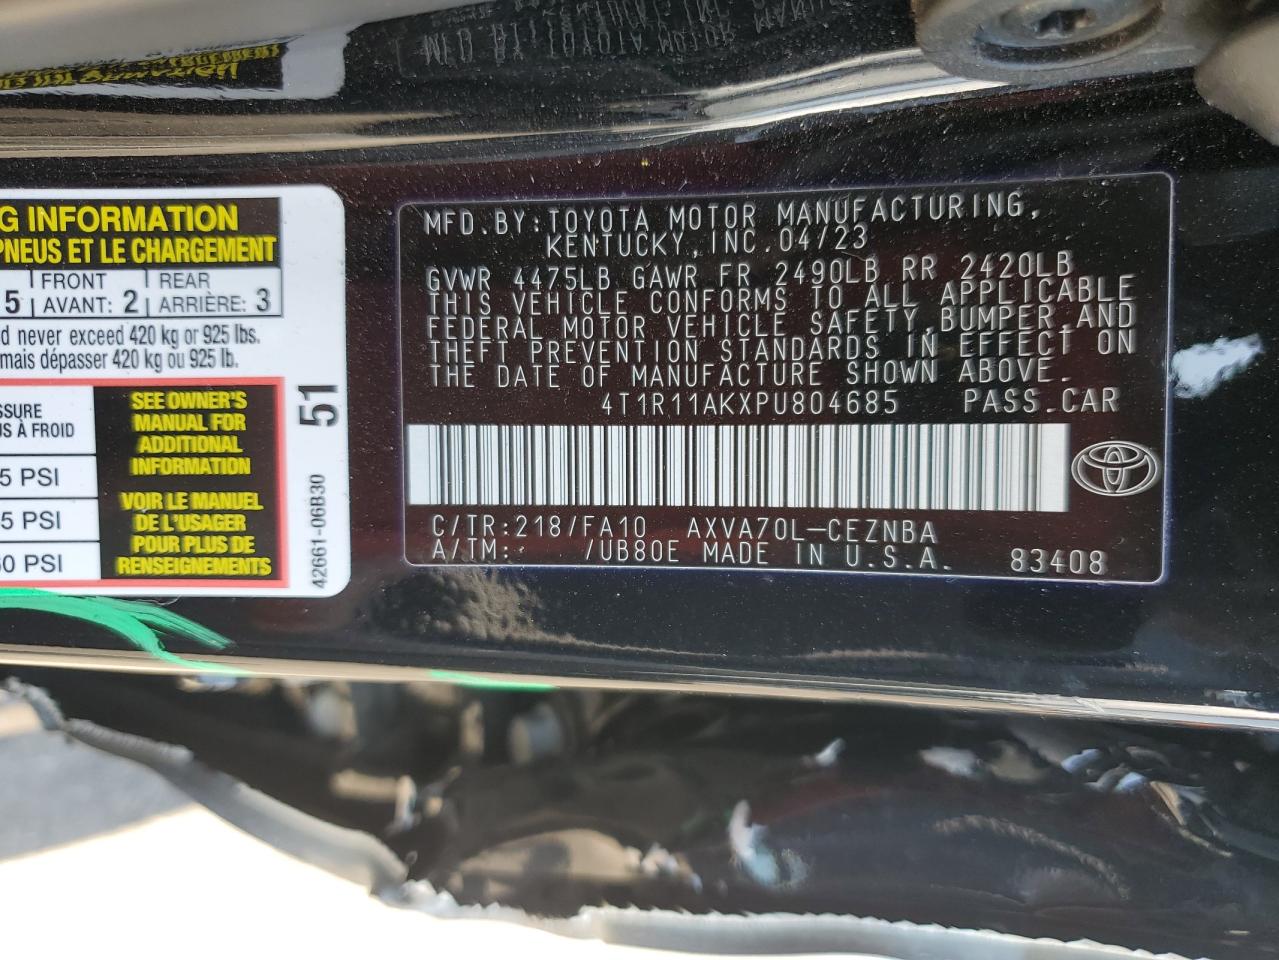 MFD. BY: TOYOTA MOTOR MANUFACTURING,
KENTUCKY, INC. 04/23
GVWR 4475LB GAWR FR 2490LB RR 2420LB
THIS VEHICLE CONFORMS TO ALL APPLICABLE
FEDERAL MOTOR VEHICLE SAFETY, BUMPER, AND
THEFT PREVENTION STANDARDS IN EFFECT ON
THE DATE OF MANUFACTURE SHOWN ABOVE.
4T1R11AKXPU804685 PASS.CAR
C/TR: 218/FA10 AXVA70L-CEZNBA
A/TM: /UB80E MADE IN U.S.A. 83408
G INFORMATION
PNEUS ET LE CHARGEMENT
5 FRONT AVANT: 2 REAR ARRIÈRE: 3
d never exceed 420 kg or 925 lbs.
mais dépasser 420 kg ou 925 lb.
SSURE
S À FROID
5 PSI
5 PSI
60 PSI
SEE OWNER'S
MANUAL FOR
ADDITIONAL
INFORMATION
VOIR LE MANUEL
DE L'USAGER
POUR PLUS DE
RENSEIGNEMENTS
51
42661-06B30